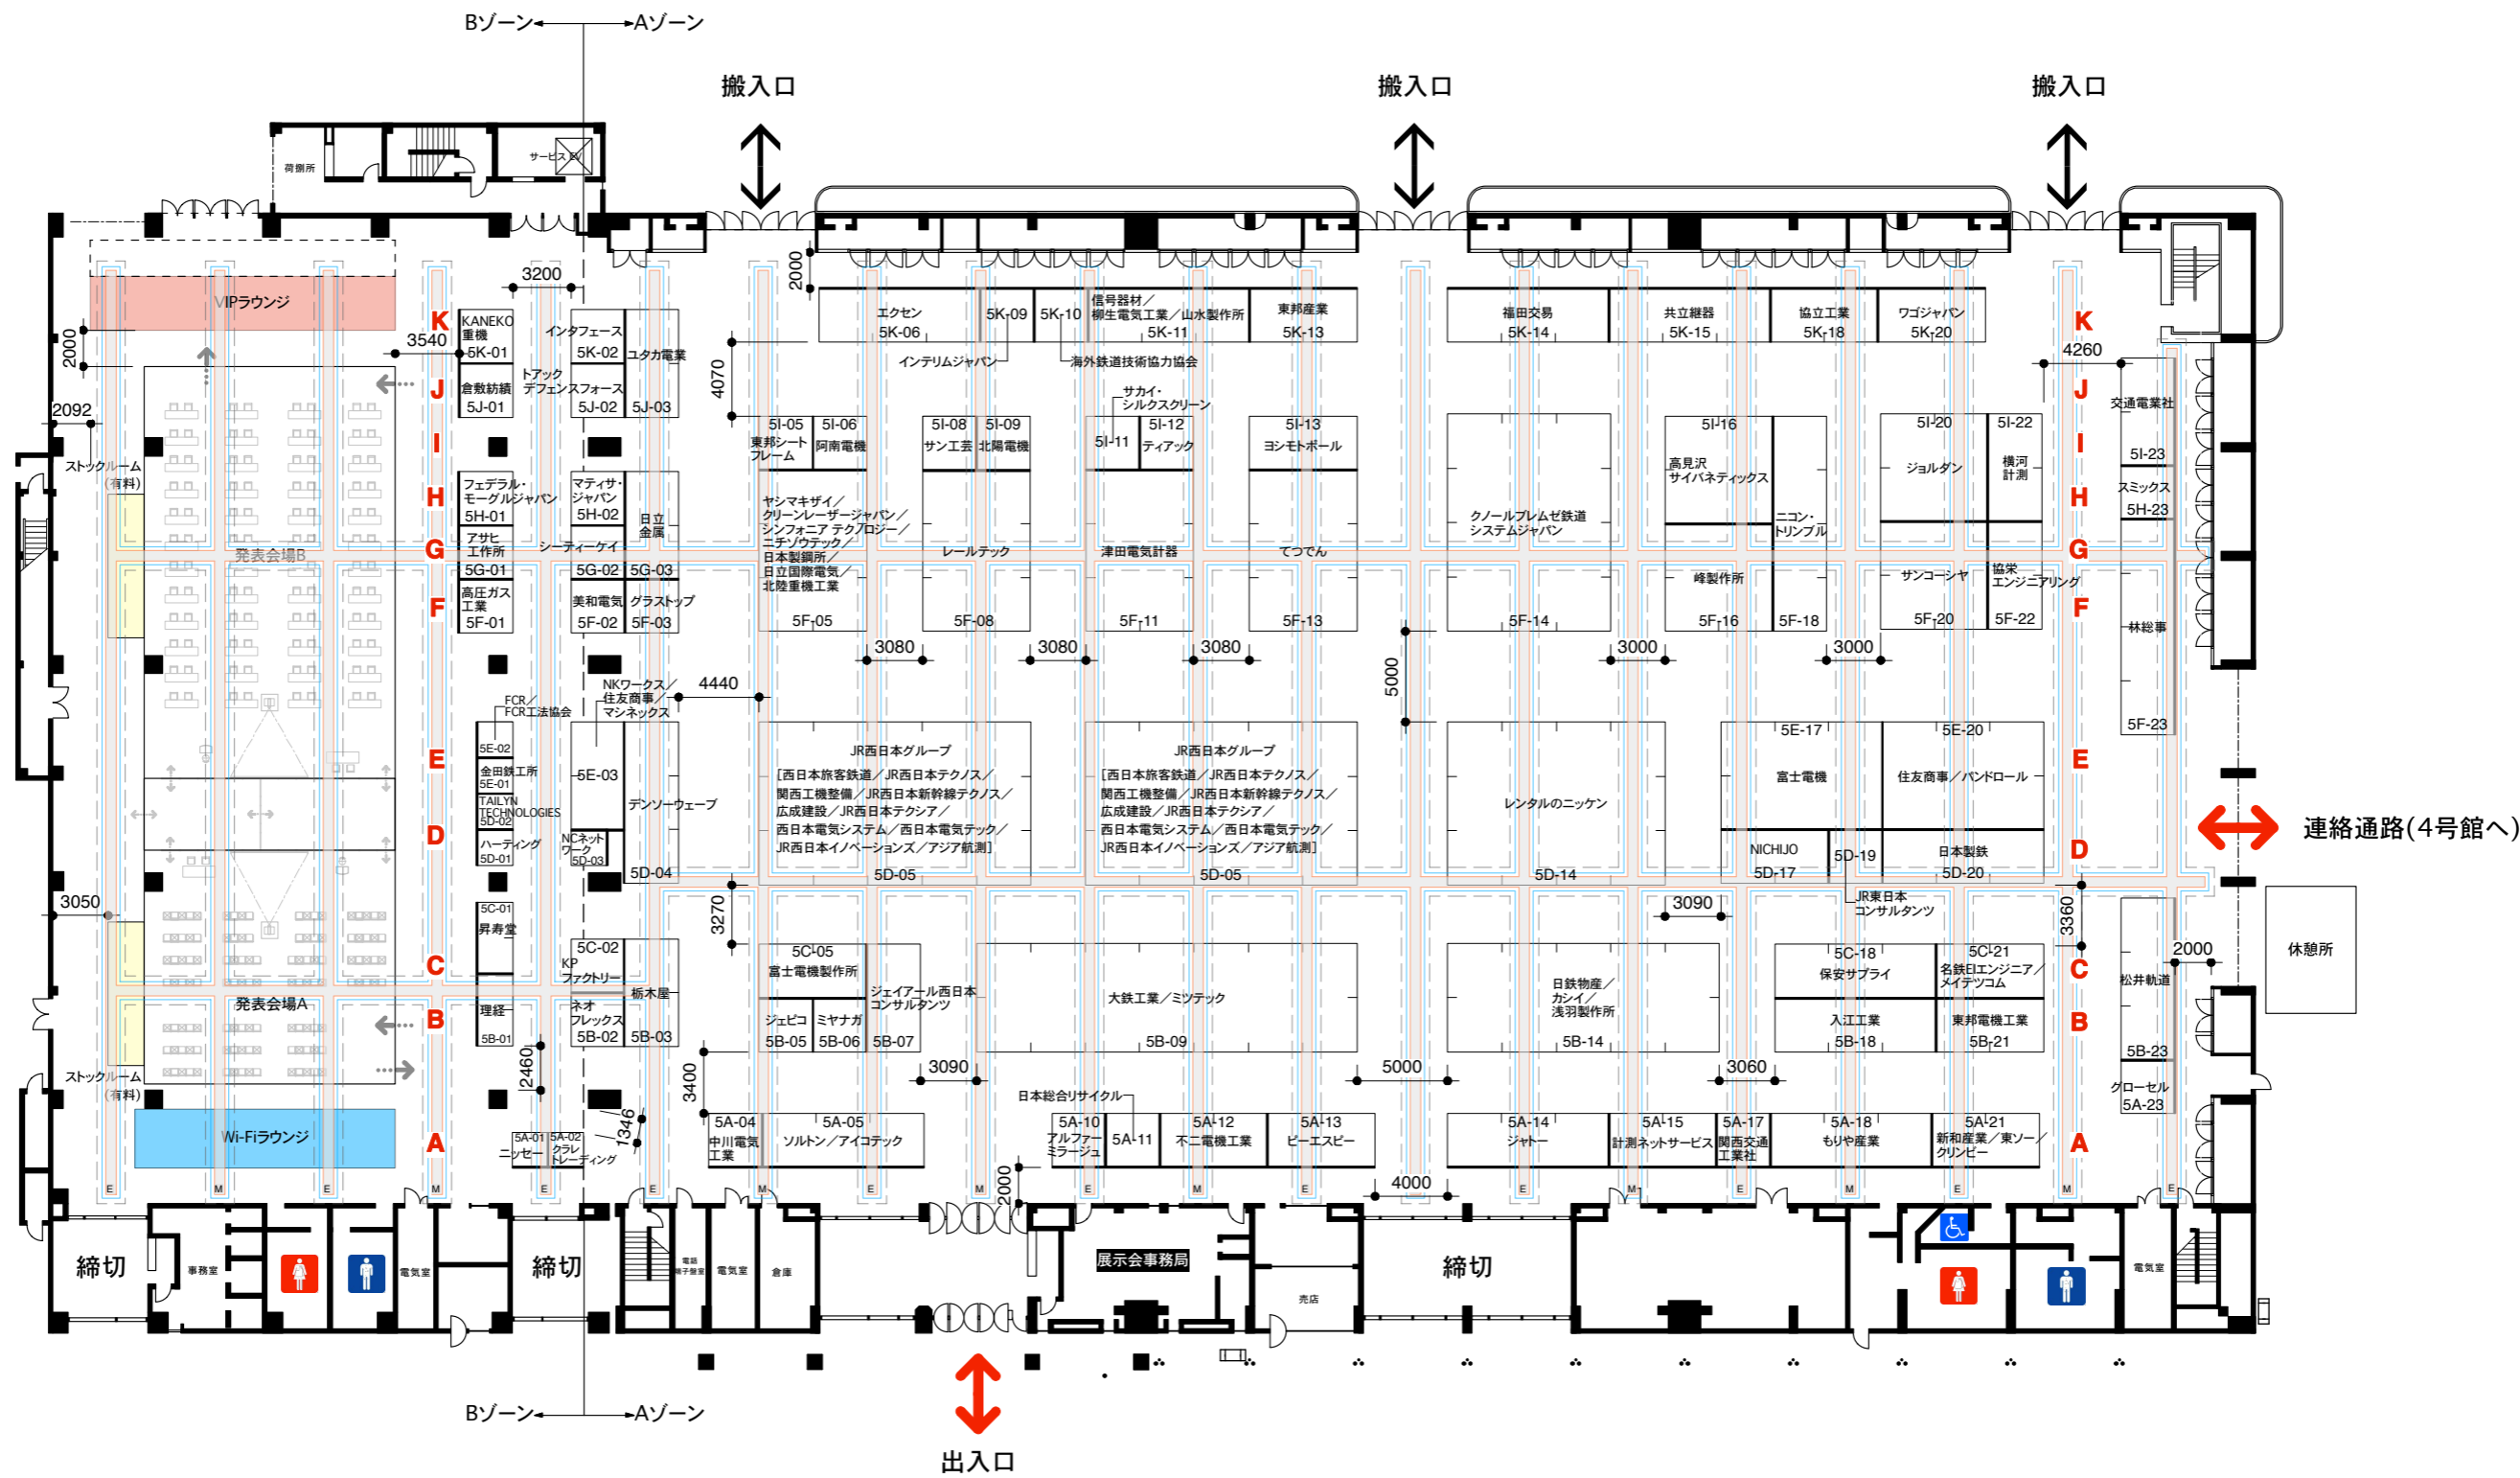 Bゾーン
Aゾーン
搬入口
搬入口
搬入口
荷捌所
サービス EV
VIPラウンジ
2000
3540
3200
2000
4070
4260
2092
K
KANEKO
重機
5K-01
インタフェース
5K-02
ユタカ電業
エクセン
5K-06
5K-09
5K-10
信号器材／
柳生電気工業／山水製作所
5K-11
東邦産業
5K-13
福田交易
5K-14
共立継器
5K-15
協立工業
5K-18
ワゴジャパン
5K-20
K
インテリムジャパン
海外鉄道技術協力協会
J
倉敷紡績
5J-01
トアック
デフェンスフォース
5J-02
5J-03
サカイ・
シルクスクリーン
J
交通電業社
5I-23
I
5I-05
東邦シート
フレーム
5I-06
阿南電機
5I-08
サン工芸
5I-09
北陽電機
5I-11
5I-12
ティアック
5I-13
ヨシモトポール
5I-16
高見沢
サイバネティックス
5I-20
ジョルダン
5I-22
横河
計測
I
ストックルーム
(有料)
H
フェデラル・
モーグルジャパン
5H-01
マティサ・
ジャパン
5H-02
日立
金属
ヤシマキザイ／
クリーンレーザージャパン／
シンフォニア テクノロジー／
ニチゾウテック／
日本製鋼所／
日立国際電気／
北陸重機工業
5F-05
クノールブレムゼ鉄道
システムジャパン
5F-14
ニコン・
トリンブル
5F-18
H
スミックス
5H-23
発表会場B
G
アサヒ
工作所
5G-01
シーティーケイ
5G-02
5G-03
レールテック
5F-08
津田電気計器
5F-11
てつでん
5F-13
峰製作所
5F-16
サンコーシヤ
5F-20
協栄
エンジニアリング
5F-22
G
F
高圧ガス
工業
5F-01
美和電気
5F-02
グラストップ
5F-03
F
林総事
5F-23
3080
3080
3080
3000
3000
5000
4440
FCR／
FCR工法協会
NKワークス／
住友商事／
マシネックス
E
5E-02
金田鉄工所
5E-01
5E-03
デンソーウェーブ
5D-04
JR西日本グループ
[西日本旅客鉄道／JR西日本テクノス／
関西工機整備／JR西日本新幹線テクノス／
広成建設／JR西日本テクシア／
西日本電気システム／西日本電気テック／
JR西日本イノベーションズ／アジア航測]
5D-05
JR西日本グループ
[西日本旅客鉄道／JR西日本テクノス／
関西工機整備／JR西日本新幹線テクノス／
広成建設／JR西日本テクシア／
西日本電気システム／西日本電気テック／
JR西日本イノベーションズ／アジア航測]
5D-05
レンタルのニッケン
5D-14
5E-17
富士電機
5E-20
住友商事／パンドロール
E
TAILYN
TECHNOLOGIES
5D-02
D
ハーティング
5D-01
NCネット
ワーク
5D-03
NICHIJO
5D-17
5D-19
日本製鉄
5D-20
D
連絡通路(4号館へ)
JR東日本
コンサルタンツ
3050
3270
3090
3360
2000
休憩所
5C-01
昇寿堂
C
5C-02
KP
ファクトリー
5C-05
富士電機製作所
ジェイアール西日本
コンサルタンツ
5B-07
大鉄工業／ミツテック
5B-09
日鉄物産／
カシイ／
浅羽製作所
5B-14
5C-18
保安サプライ
5C-21
名鉄EIエンジニア／
メイテツコム
C
松井軌道
5B-23
発表会場A
B
理経
5B-01
ネオ
フレックス
5B-02
栃木屋
5B-03
ジェピコ
5B-05
ミヤナガ
5B-06
入江工業
5B-18
東邦電機工業
5B-21
B
2460
3400
3090
5000
3060
ストックルーム
(有料)
日本総合リサイクル
グローセル
5A-23
Wi-Fiラウンジ
A
5A-01
ニッセー
5A-02
クラレ
トレーディング
1346
5A-04
中川電気
工業
5A-05
ソルトン／アイコテック
5A-10
アルファー
ミラージュ
5A-11
5A-12
不二電機工業
5A-13
ピーエスピー
5A-14
ジャトー
5A-15
計測ネットサービス
5A-17
関西交通
工業社
5A-18
もりや産業
5A-21
新和産業／東ソー／
クリンビー
A
2000
4000
E
M
E
M
E
E
M
E
M
E
M
E
E
M
E
M
E
M
E
締切
事務室
電気室
締切
電話
端子盤室
電気室
倉庫
展示会事務局
売店
締切
電気室
Bゾーン
Aゾーン
出入口